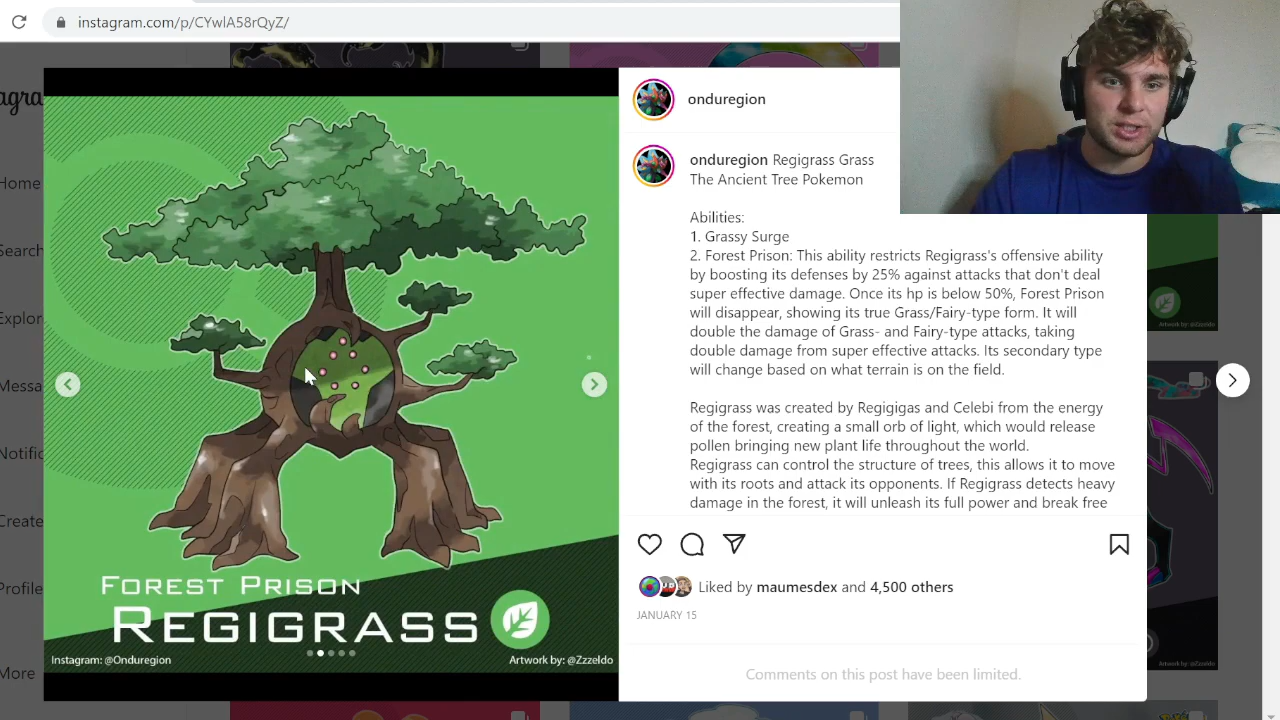 instagram.com/p/CYwlA58rQyZ/
agra
Home
Search
Explor
Messa
Notific
Create
Profile
More
FOREST PRISON
REGIGRASS
Instagram: @Onduregion
Artwork by: @Zzzeldo
onduregion
onduregion Regigrass Grass
The Ancient Tree Pokemon
Abilities:
1. Grassy Surge
2. Forest Prison: This ability restricts Regigrass's offensive ability
by boosting its defenses by 25% against attacks that don't deal
super effective damage. Once its hp is below 50%, Forest Prison
will disappear, showing its true Grass/Fairy-type form. It will
double the damage of Grass- and Fairy-type attacks, taking
double damage from super effective attacks. Its secondary type
will change based on what terrain is on the field.
Regigrass was created by Regigigas and Celebi from the energy
of the forest, creating a small orb of light, which would release
pollen bringing new plant life throughout the world.
Regigrass can control the structure of trees, this allows it to move
with its roots and attack its opponents. If Regigrass detects heavy
damage in the forest, it will unleash its full power and break free
Liked by maumesdex and 4,500 others
JANUARY 15
Comments on this post have been limited.
Artwork by: @Zzzeldo
Artwork by: @Zzzeldo